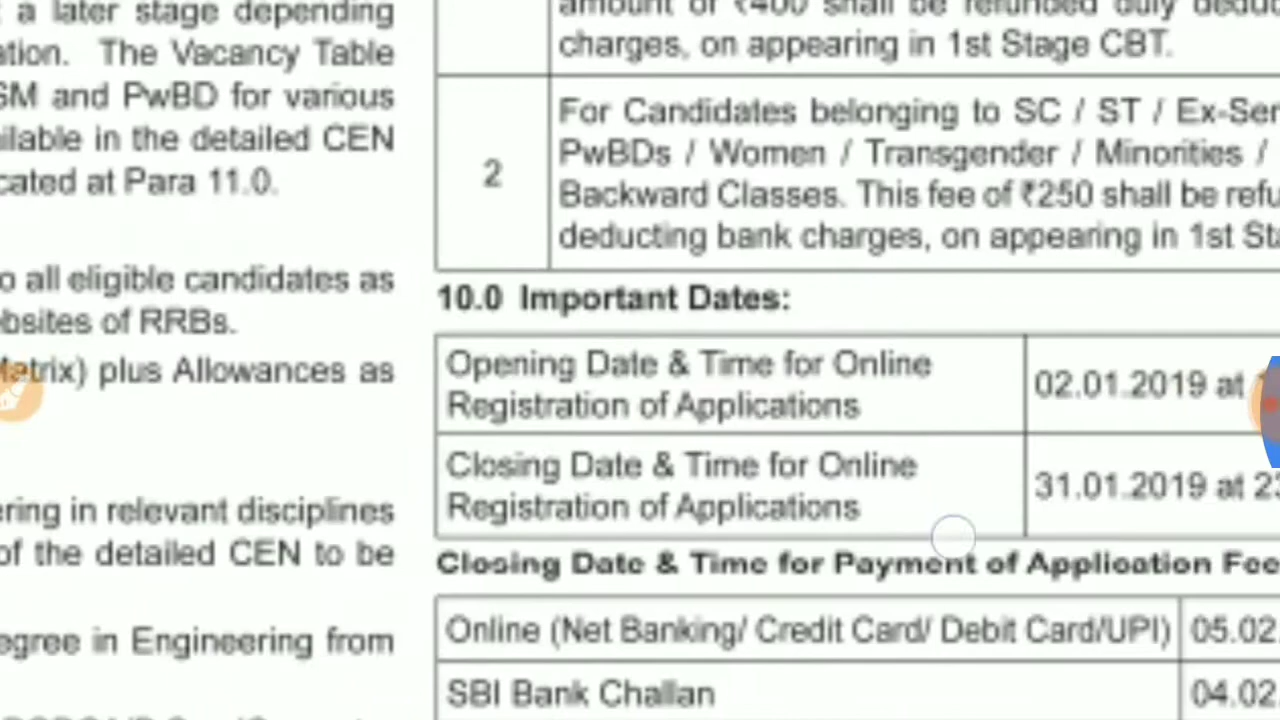 a later stage depending
ation. The Vacancy Table
SM and PwBD for various
ailable in the detailed CEN
cated at Para 11.0.
o all eligible candidates as
ebsites of RRBs.
Matrix) plus Allowances as
ering in relevant disciplines
of the detailed CEN to be
egree in Engineering from
amount of ₹400 shall be refunded duly deduc
charges, on appearing in 1st Stage CBT.
2
For Candidates belonging to SC / ST / Ex-Ser
PwBDs / Women / Transgender / Minorities /
Backward Classes. This fee of ₹250 shall be refu
deducting bank charges, on appearing in 1st Sta
10.0 Important Dates:
Opening Date & Time for Online
Registration of Applications
02.01.2019 at
Closing Date & Time for Online
Registration of Applications
31.01.2019 at 23
Closing Date & Time for Payment of Application Fee
Online (Net Banking/ Credit Card/ Debit Card/UPI) 05.02.
SBI Bank Challan 04.02.